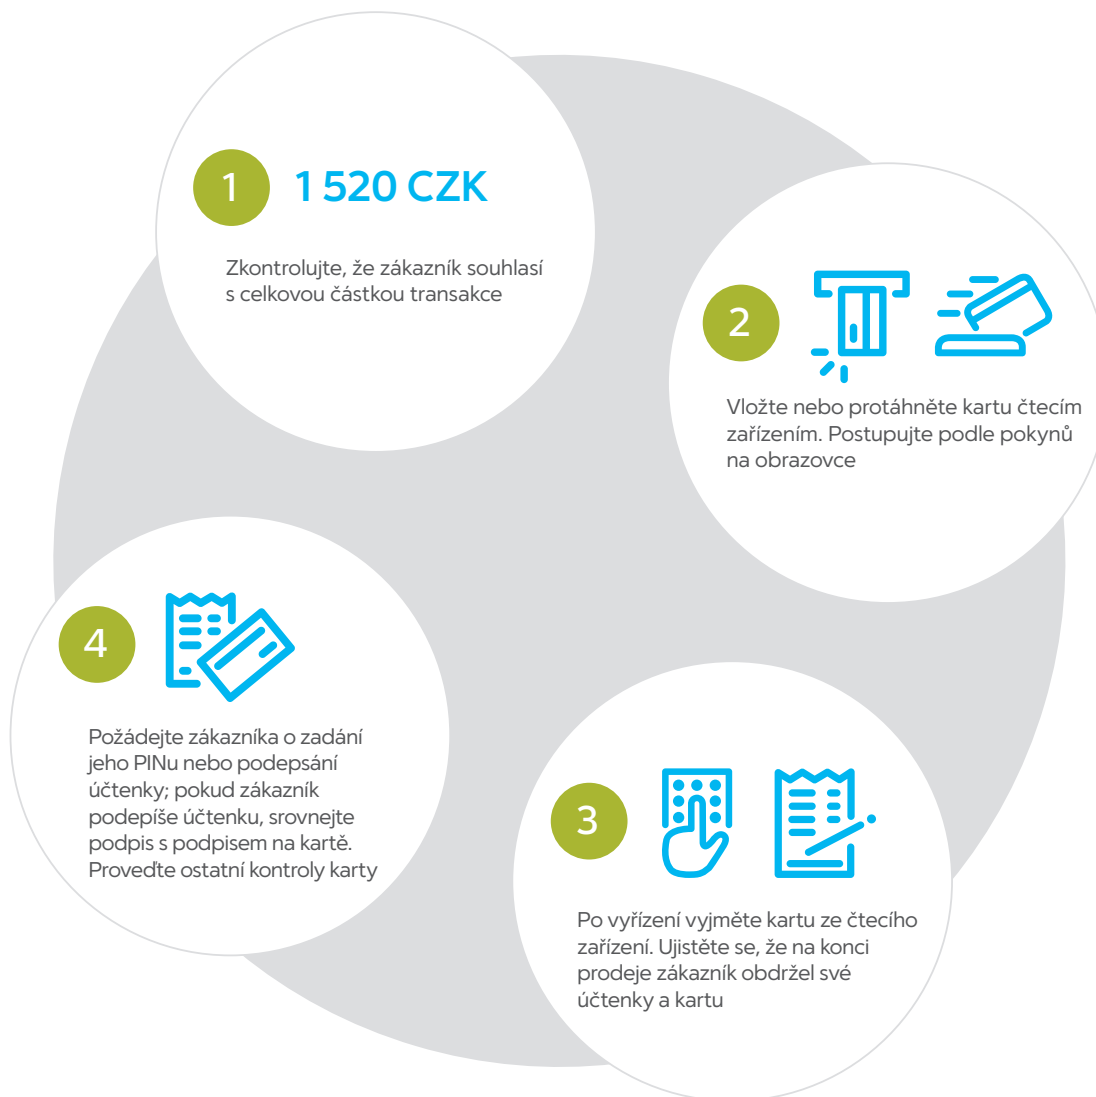 1
1 520 CZK
Zkontrolujte, že zákazník souhlasí
s celkovou částkou transakce
2
Vložte nebo protáhněte kartu čtecím
zařízením. Postupujte podle pokynů
na obrazovce
3
Po vyřízení vyjměte kartu ze čtecího
zařízení. Ujistěte se, že na konci
prodeje zákazník obdržel své
účtenky a kartu
4
Požádejte zákazníka o zadání
jeho PINu nebo podepsání
účtenky; pokud zákazník
podepíše účtenku, srovnejte
podpis s podpisem na kartě.
Proveďte ostatní kontroly karty